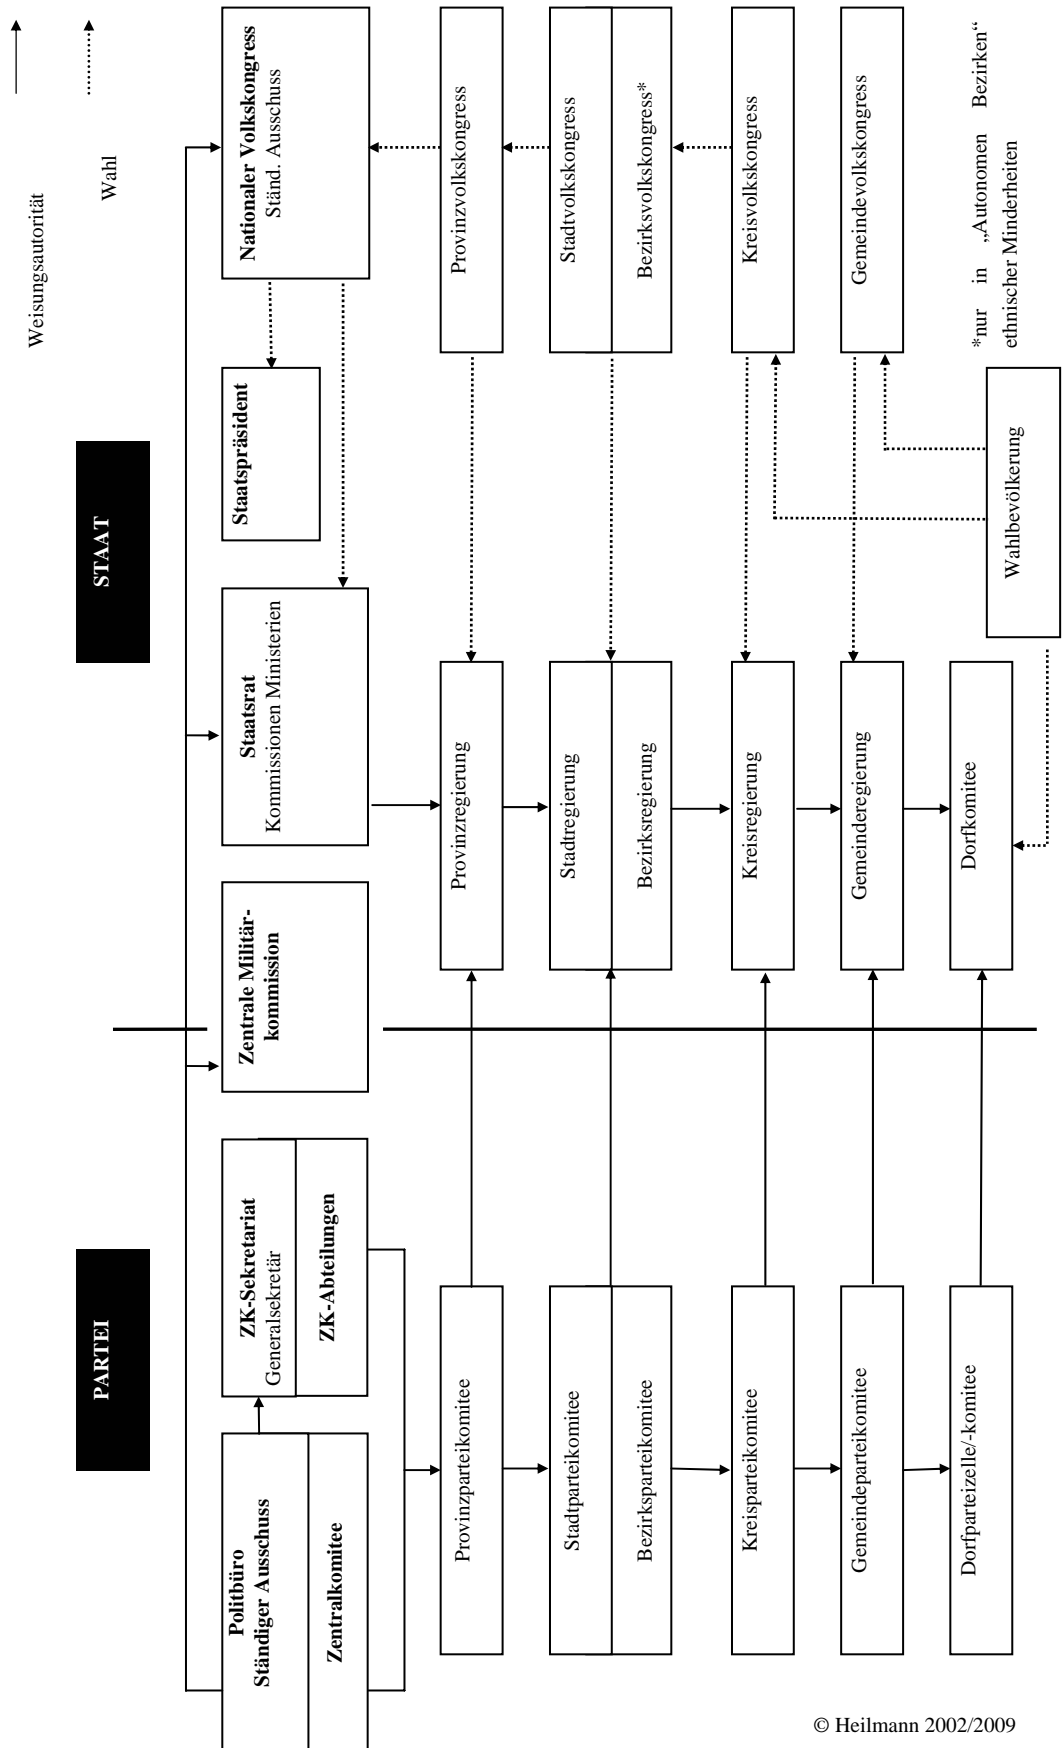 PARTEI
STAAT
Weisungsautorität
Wahl
Politbüro
Ständiger Ausschuss
Zentralkomitee
ZK-Sekretariat
Generalsekretär
ZK-Abteilungen
Zentrale Militär-
kommission
Staatsrat
Kommissionen Ministerien
Staatspräsident
Nationaler Volkskongress
Ständ. Ausschuss
Provinzparteikomitee
Provinzregierung
Provinzvolkskongress
Stadtparteikomitee
Stadtregierung
Stadtvolkskongress
Bezirksparteikomitee
Bezirksregierung
Bezirksvolkskongress*
Kreisparteikomitee
Kreisregierung
Kreisvolkskongress
Gemeindeparteikomitee
Gemeinderegierung
Gemeindevolkskongress
Dorfparteizelle/-komitee
Dorfkomitee
Wahlbevölkerung
*nur in „Autonomen Bezirken“
ethnischer Minderheiten
© Heilmann 2002/2009